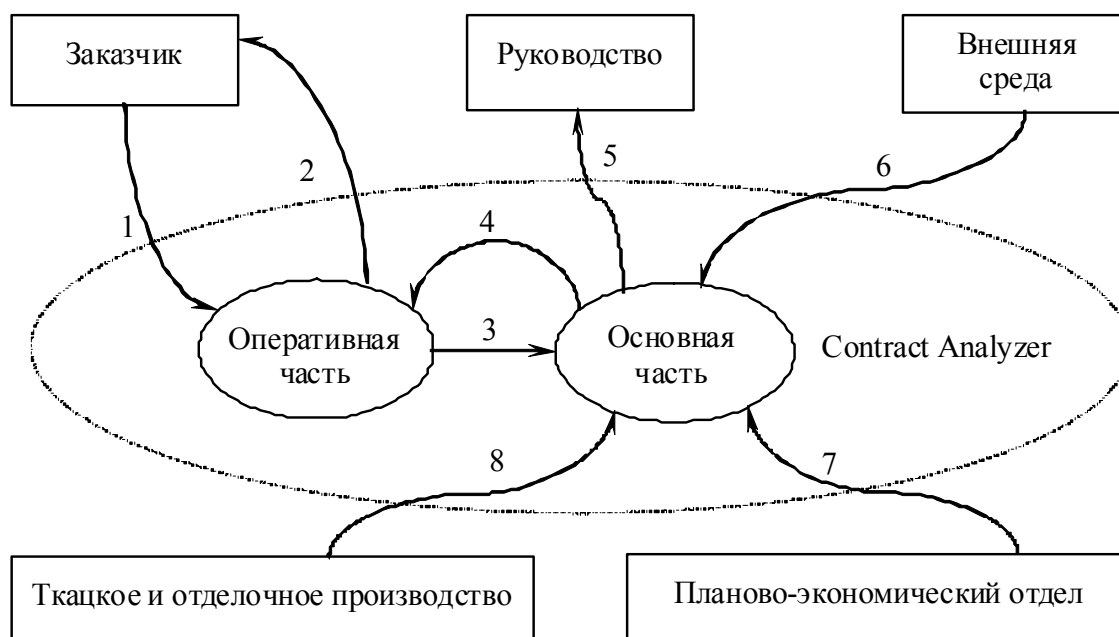 Заказчик
Руководство
Внешняя
среда
2
5
6
1
4
3
Оперативная
часть
Основная
часть
Contract Analyzer
8
7
Ткацкое и отделочное производство
Планово-экономический отдел